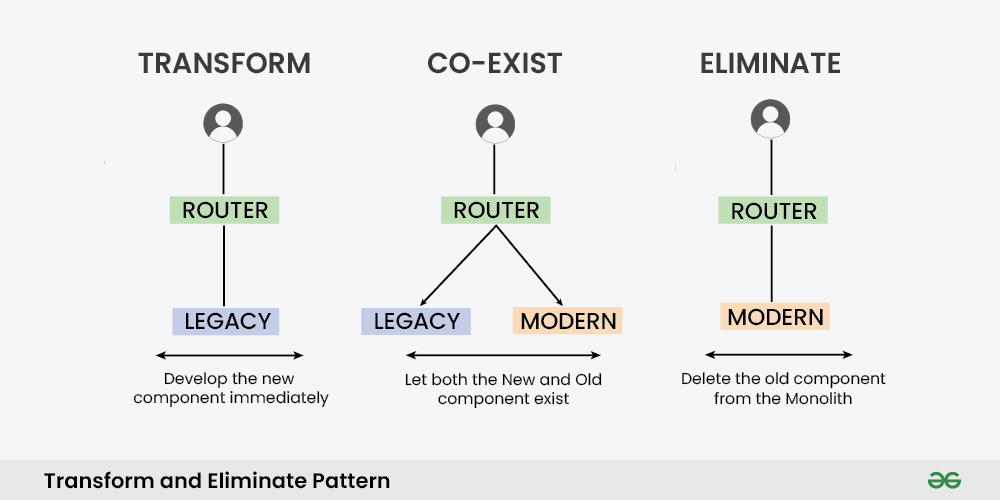 TRANSFORM
CO-EXIST
ELIMINATE
ROUTER
ROUTER
ROUTER
LEGACY
LEGACY
MODERN
MODERN
Develop the new
component immediately
Let both the New and Old
component exist
Delete the old component
from the Monolith
Transform and Eliminate Pattern